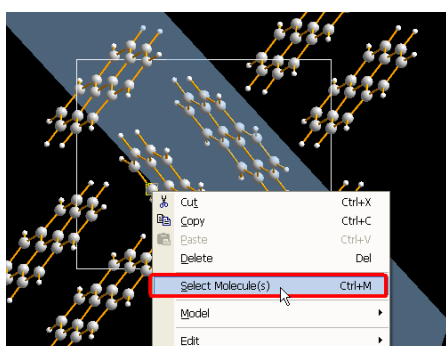 Cut Ctrl+X
Copy Ctrl+C
Paste Ctrl+V
Delete Del
Select Molecule(s) Ctrl+M
Model
Edit